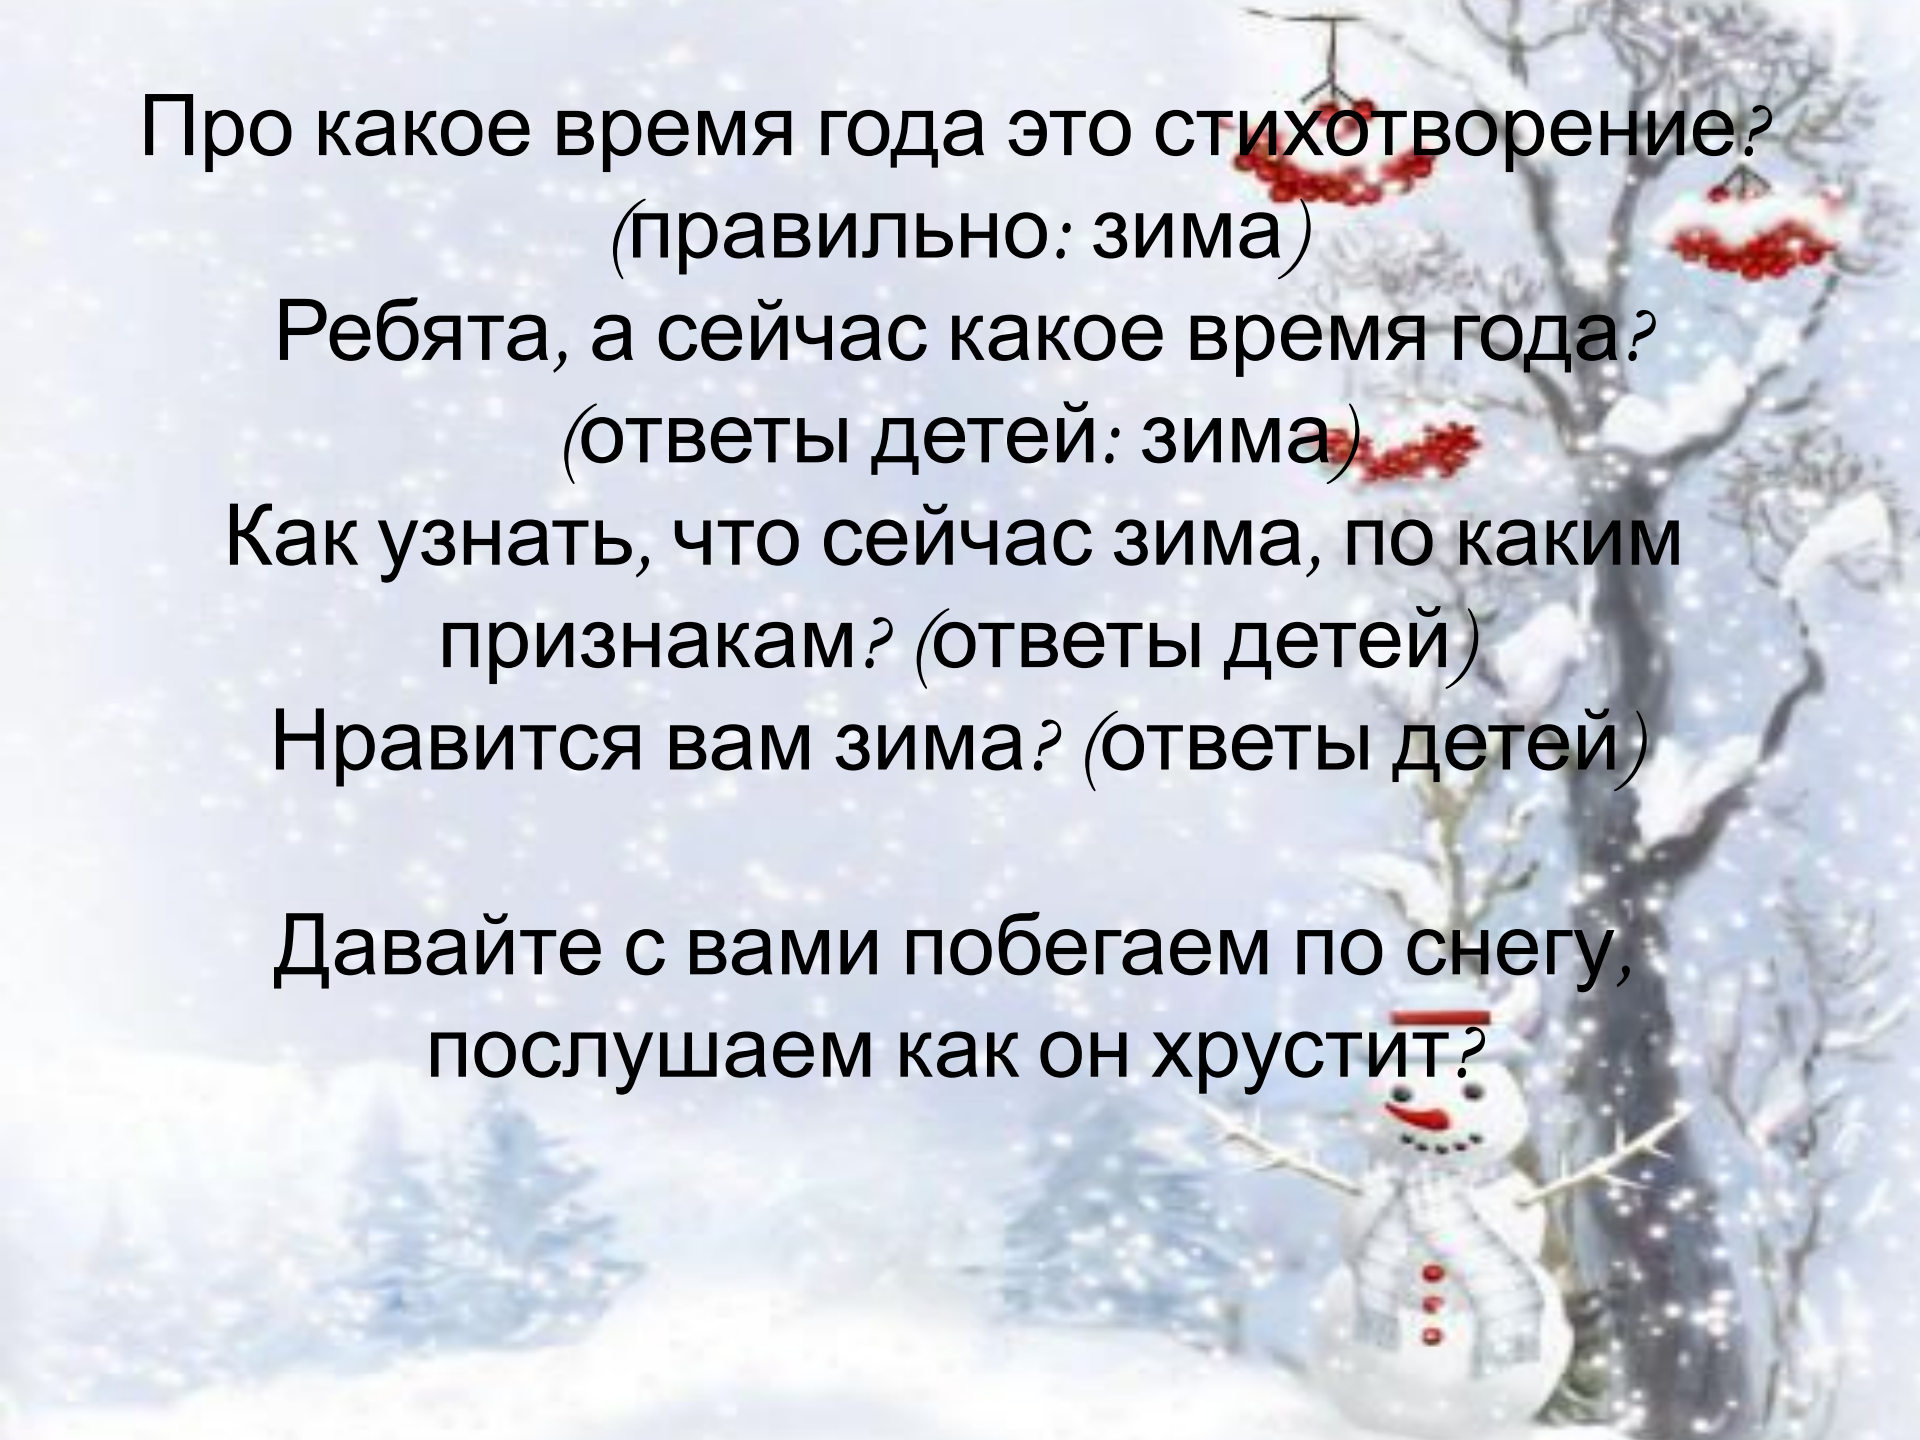 Про какое время года это стихотворение?
(правильно: зима)
Ребята, а сейчас какое время года?
(ответы детей: зима)
Как узнать, что сейчас зима, по каким
признакам? (ответы детей)
Нравится вам зима? (ответы детей)
Давайте с вами побегаем по снегу,
послушаем как он хрустит?